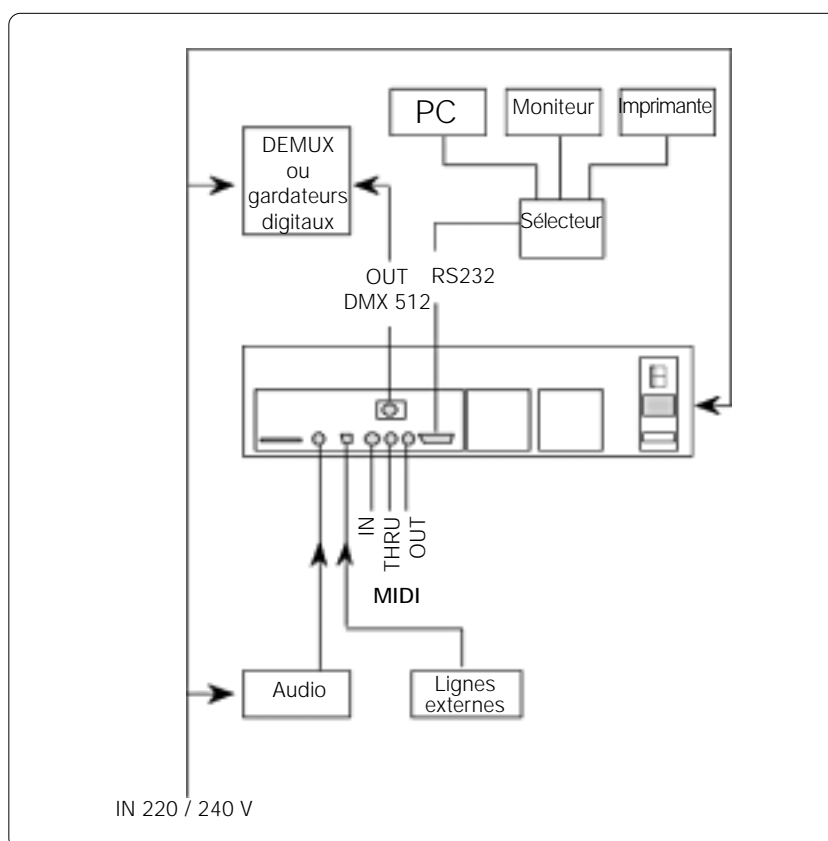 PC
Moniteur
Imprimante
DEMUX
ou
gardateurs
digitaux
Sélecteur
OUT
DMX 512
RS232
IN
THRU
OUT
MIDI
Audio
Lignes
externes
IN 220 / 240 V